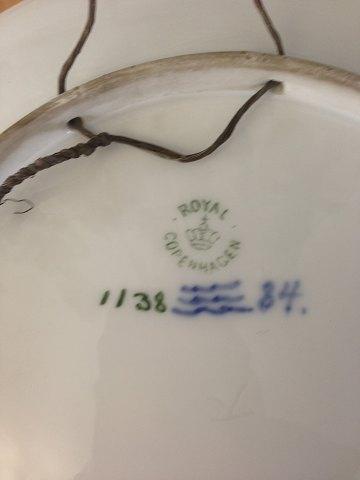 ROYAL
COPENHAGEN
1138 84.